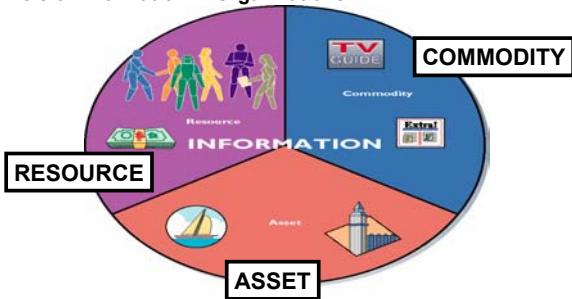 TV
GUIDE
COMMODITY
Commodity
Extra!
Resource
INFORMATION
RESOURCE
Asset
ASSET